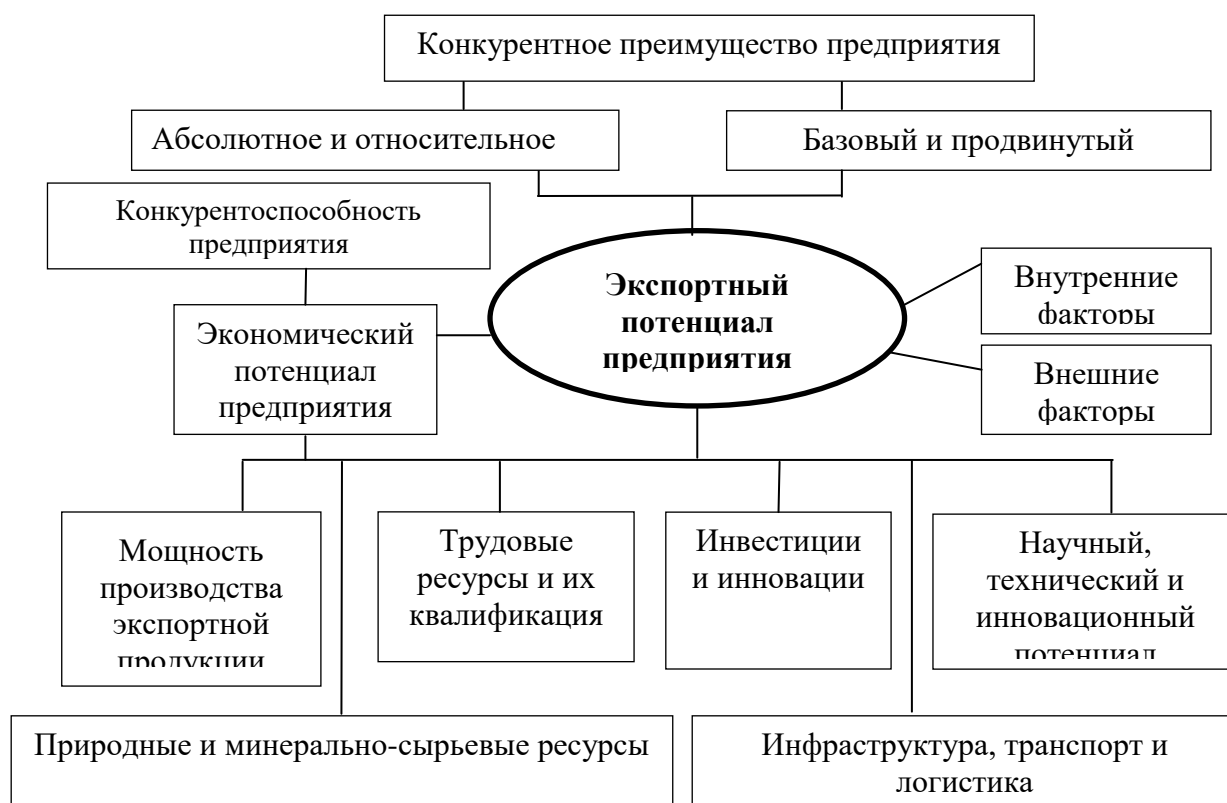 Конкурентное преимущество предприятия
Абсолютное и относительное
Базовый и продвинутый
Конкурентоспособность
предприятия
Экспортный
потенциал
предприятия
Внутренние
факторы
Экономический
потенциал
предприятия
Внешние
факторы
Мощность
производства
экспортной
продукции
Трудовые
ресурсы и их
квалификация
Инвестиции
и инновации
Научный,
технический и
инновационный
потенциал
Природные и минерально-сырьевые ресурсы
Инфраструктура, транспорт и
логистика